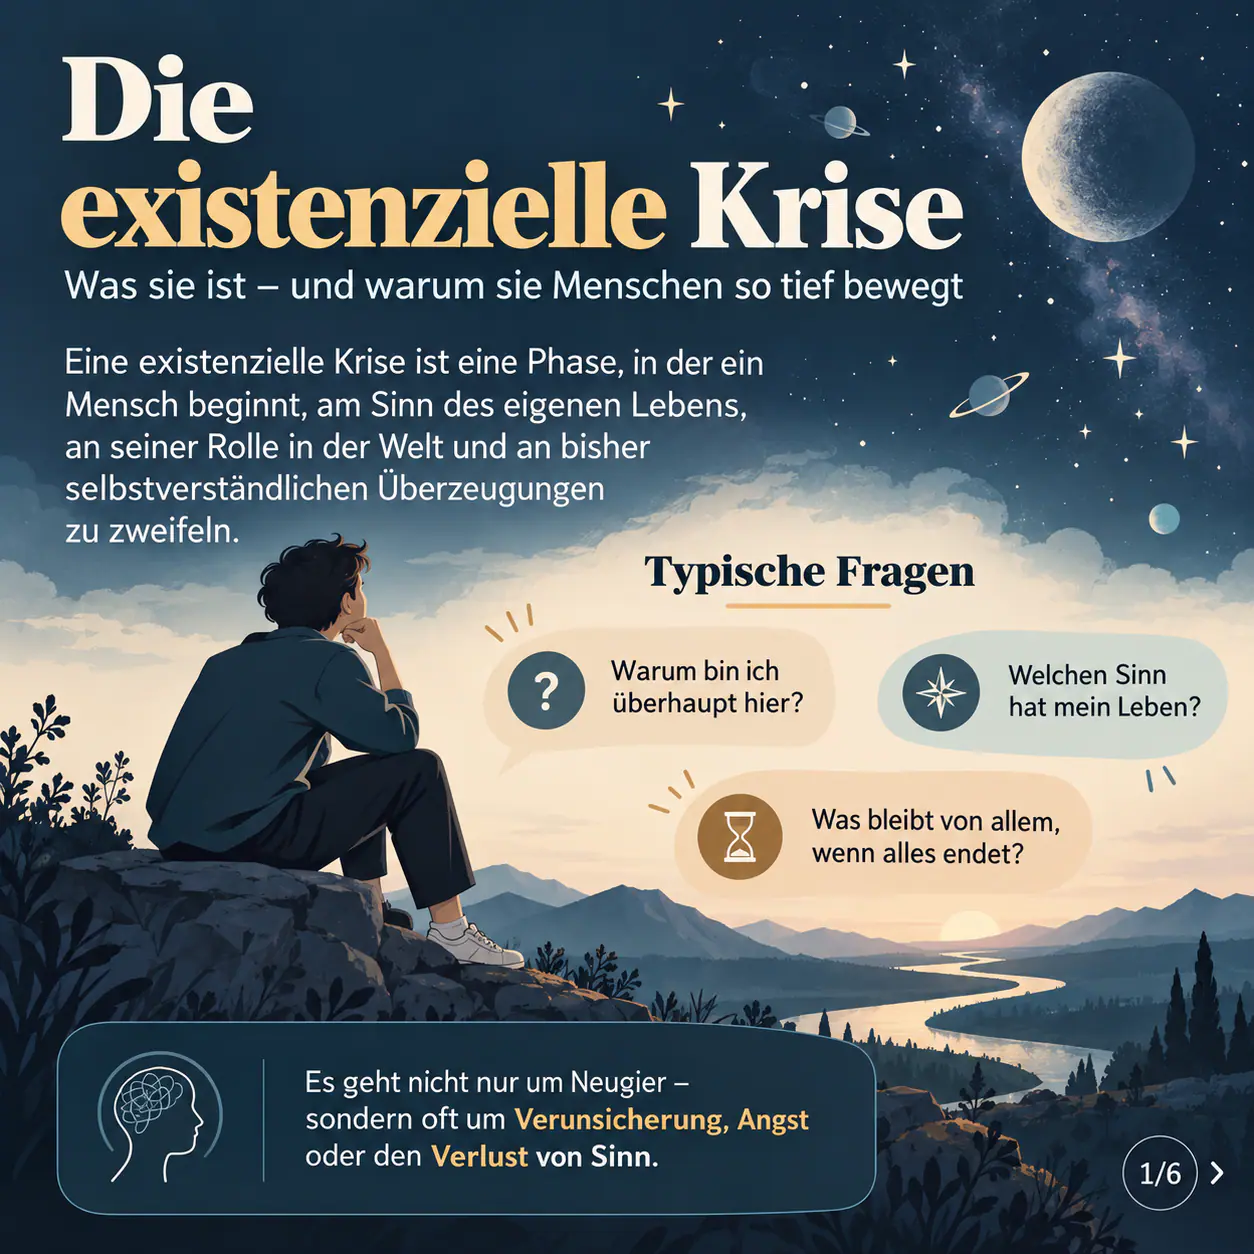 Die
existenzielle Krise
Was sie ist – und warum sie Menschen so tief bewegt
Eine existenzielle Krise ist eine Phase, in der ein
Mensch beginnt, am Sinn des eigenen Lebens,
an seiner Rolle in der Welt und an bisher
selbstverständlichen Überzeugungen
zu zweifeln.
Typische Fragen
?
Warum bin ich
überhaupt hier?
Welchen Sinn
hat mein Leben?
Was bleibt von allem,
wenn alles endet?
Es geht nicht nur um Neugier –
sondern oft um Verunsicherung, Angst
oder den Verlust von Sinn.
1/6 >